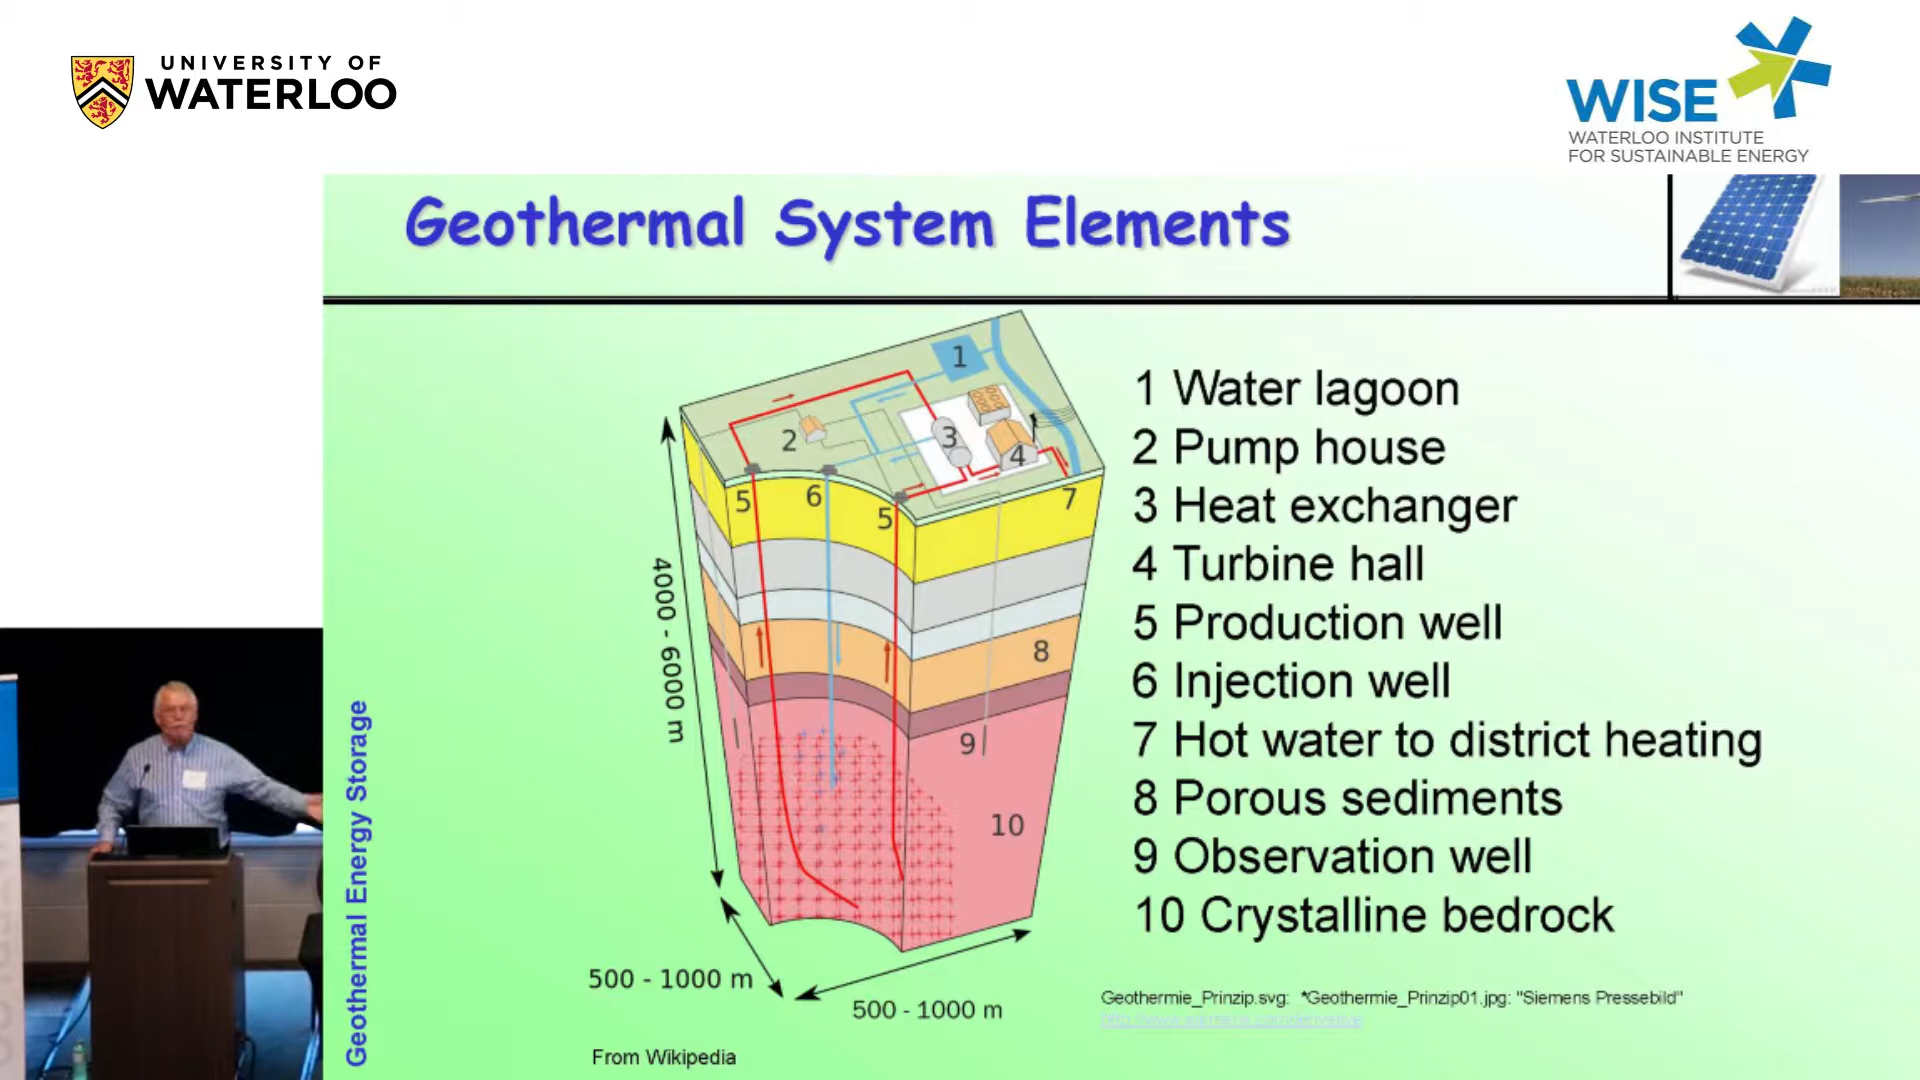 UNIVERSITY OF
WATERLOO
WISE
WATERLOO INSTITUTE
FOR SUSTAINABLE ENERGY
Geothermal System Elements
1
2
3
4
5
6
5
7
8
9
10
4000 - 6000 m
500 - 1000 m
500 - 1000 m
1 Water lagoon
2 Pump house
3 Heat exchanger
4 Turbine hall
5 Production well
6 Injection well
7 Hot water to district heating
8 Porous sediments
9 Observation well
10 Crystalline bedrock
Geothermie_Prinzip.svg: *Geothermie_Prinzip01.jpg: "Siemens Pressebild"
From Wikipedia
Geothermal Energy Storage